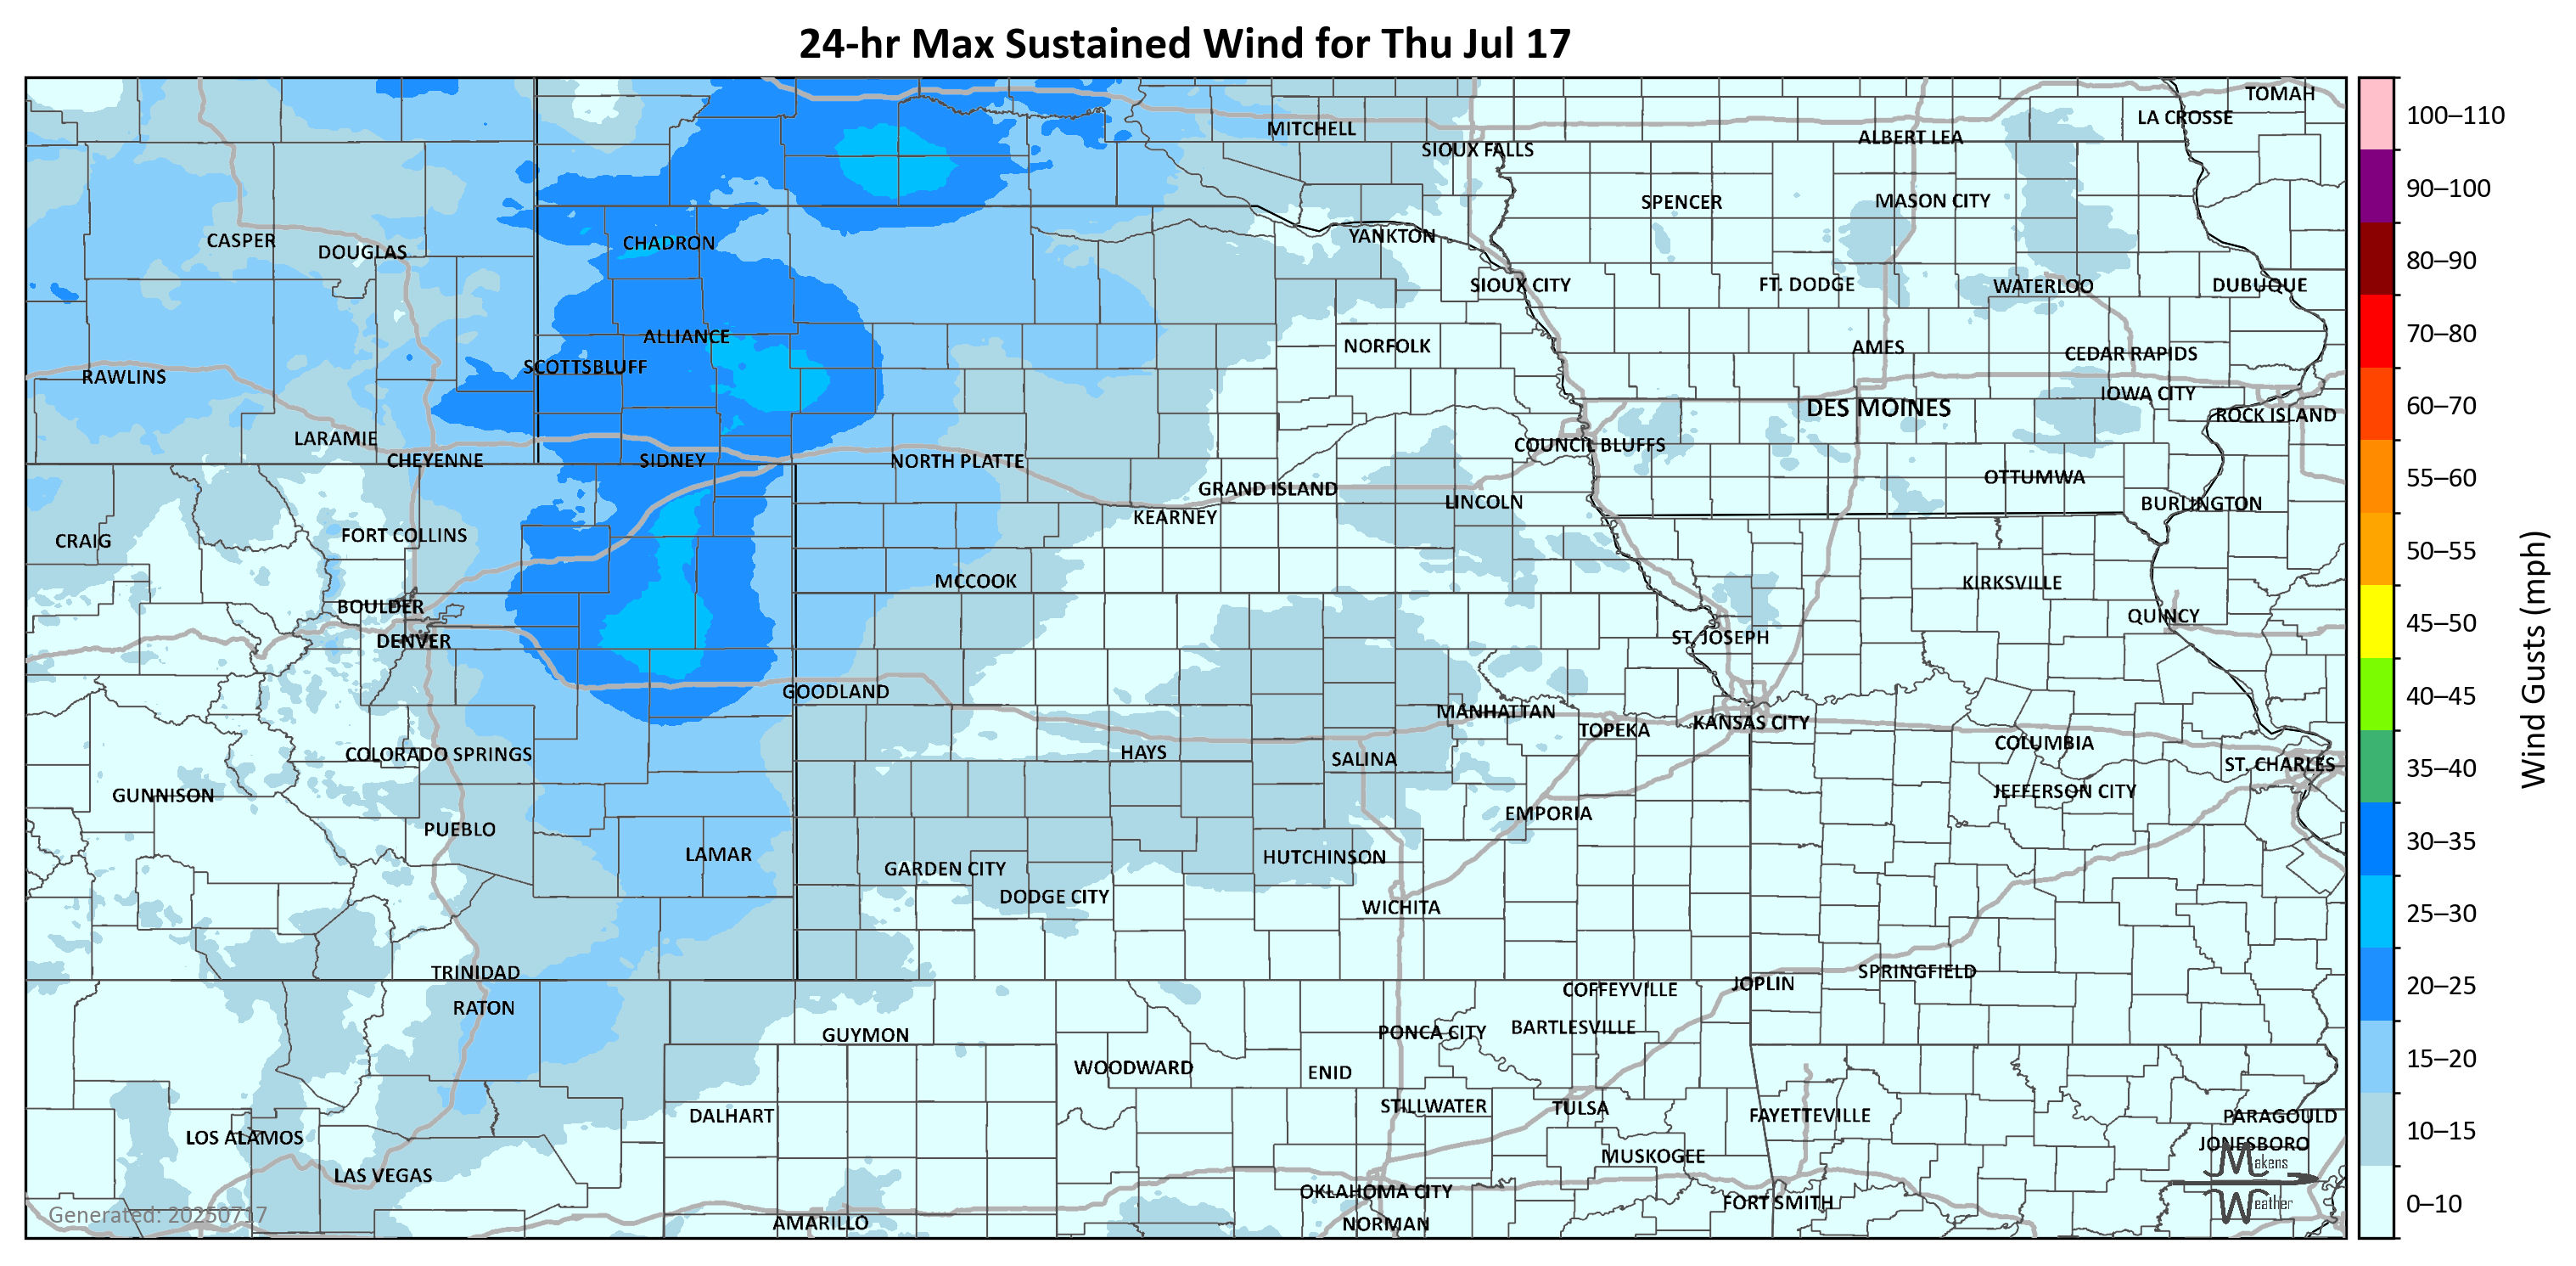 24-hr Max Sustained Wind for Thu Jul 17
TOMAH
LA CROSSE
MITCHELL
ALBERT LEA
SIOUX FALLS
SPENCER
MASON CITY
CASPER
DOUGLAS
CHADRON
YANKTON
SIOUX CITY
FT. DODGE
WATERLOO
DUBUQUE
ALLIANCE
NORFOLK
AMES
CEDAR RAPIDS
SCOTTSBLUFF
RAWLINS
IOWA CITY
DES MOINES
ROCK ISLAND
LARAMIE
COUNCIL BLUFFS
CHEYENNE
SIDNEY
NORTH PLATTE
OTTUMWA
GRAND ISLAND
LINCOLN
BURLINGTON
KEARNEY
CRAIG
FORT COLLINS
MCCOOK
KIRKSVILLE
BOULDER
QUINCY
DENVER
ST. JOSEPH
GOODLAND
MANHATTAN
TOPEKA
KANSAS CITY
COLORADO SPRINGS
HAYS
SALINA
COLUMBIA
ST. CHARLES
GUNNISON
JEFFERSON CITY
EMPORIA
PUEBLO
LAMAR
HUTCHINSON
GARDEN CITY
DODGE CITY
WICHITA
TRINIDAD
SPRINGFIELD
JOPLIN
COFFEYVILLE
RATON
GUYMON
PONCA CITY
BARTLESVILLE
WOODWARD
ENID
DALHART
STILLWATER
TULSA
FAYETTEVILLE
PARAGOULD
LOS ALAMOS
JONESBORO
LAS VEGAS
MUSKOGEE
OKLAHOMA CITY
FORT SMITH
AMARILLO
NORMAN
Generated: 20250717
Makens
Weather
100–110
90–100
80–90
70–80
60–70
55–60
50–55
45–50
40–45
35–40
30–35
25–30
20–25
15–20
10–15
0–10
Wind Gusts (mph)